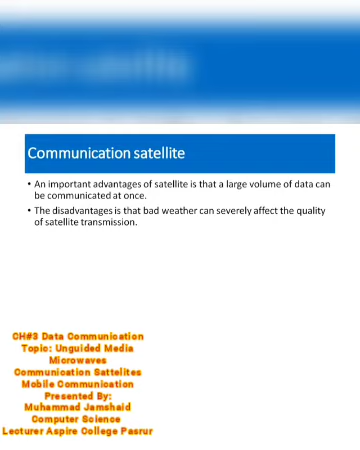 Communication satellite
• An important advantages of satellite is that a large volume of data can
be communicated at once.
• The disadvantages is that bad weather can severely affect the quality
of satellite transmission.
CH#3 Data Communication
Topic: Unguided Media
Microwaves
Communication Sattelites
Mobile Communication
Presented By:
Muhammad Jamshaid
Computer Science
Lecturer Aspire College Pasrur